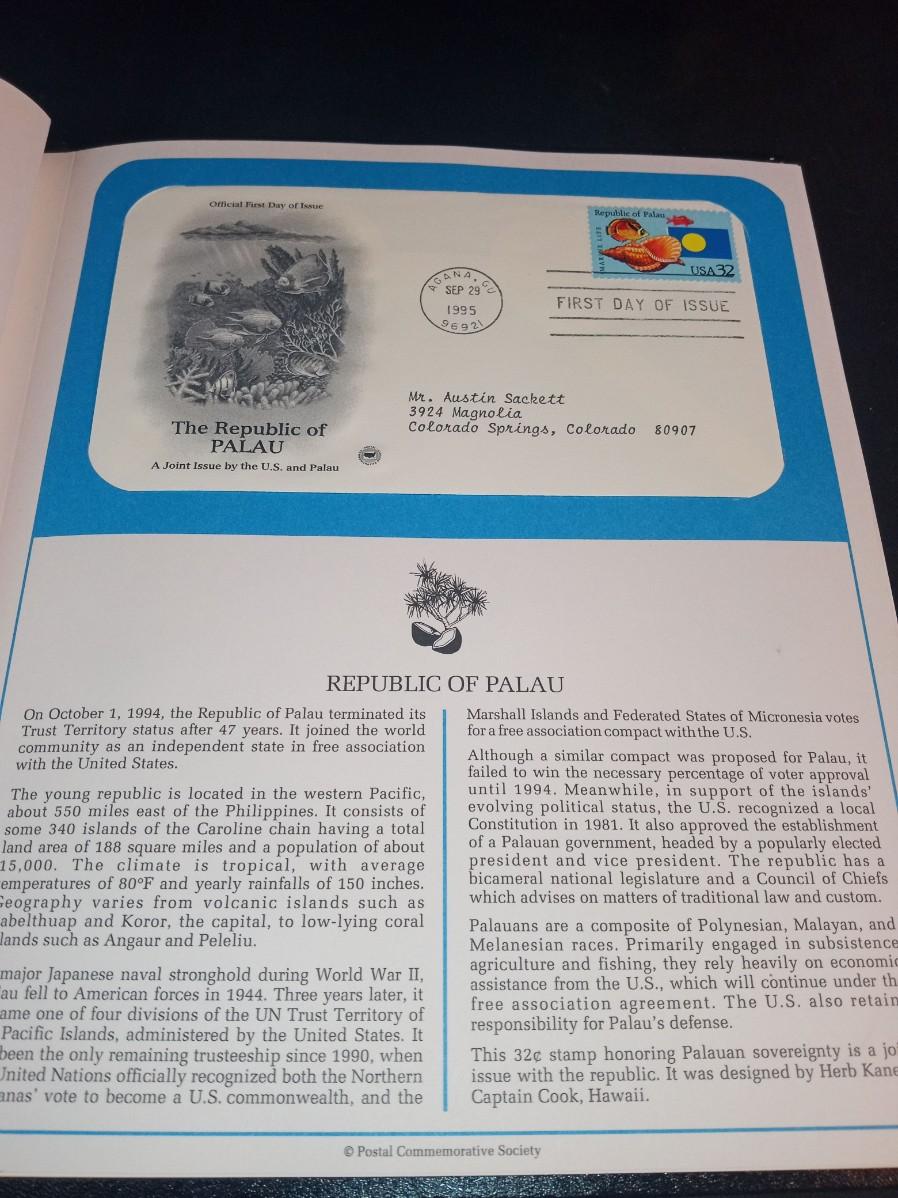 Official First Day of Issue
Republic of Palau
MARINE LIFE
USA 32
AGANA, GU
SEP 29
1995
96921
FIRST DAY OF ISSUE
Mr. Austin Sackett
3924 Magnolia
Colorado Springs, Colorado 80907
The Republic of
PALAU
A Joint Issue by the U.S. and Palau
REPUBLIC OF PALAU
On October 1, 1994, the Republic of Palau terminated its
Trust Territory status after 47 years. It joined the world
community as an independent state in free association
with the United States.
The young republic is located in the western Pacific,
about 550 miles east of the Philippines. It consists of
some 340 islands of the Caroline chain having a total
land area of 188 square miles and a population of about
15,000. The climate is tropical, with average
emperatures of 80°F and yearly rainfalls of 150 inches.
eography varies from volcanic islands such as
abelthuap and Koror, the capital, to low-lying coral
lands such as Angaur and Peleliu.
major Japanese naval stronghold during World War II,
au fell to American forces in 1944. Three years later, it
ame one of four divisions of the UN Trust Territory of
Pacific Islands, administered by the United States. It
been the only remaining trusteeship since 1990, when
United Nations officially recognized both the Northern
anas' vote to become a U.S. commonwealth, and the
Marshall Islands and Federated States of Micronesia votes
for a free association compact with the U.S.
Although a similar compact was proposed for Palau, it
failed to win the necessary percentage of voter approval
until 1994. Meanwhile, in support of the islands'
evolving political status, the U.S. recognized a local
Constitution in 1981. It also approved the establishment
of a Palauan government, headed by a popularly elected
president and vice president. The republic has a
bicameral national legislature and a Council of Chiefs
which advises on matters of traditional law and custom.
Palauans are a composite of Polynesian, Malayan, and
Melanesian races. Primarily engaged in subsistence
agriculture and fishing, they rely heavily on economic
assistance from the U.S., which will continue under th
free association agreement. The U.S. also retain
responsibility for Palau's defense.
This 32¢ stamp honoring Palauan sovereignty is a jo
issue with the republic. It was designed by Herb Kane
Captain Cook, Hawaii.
© Postal Commemorative Society